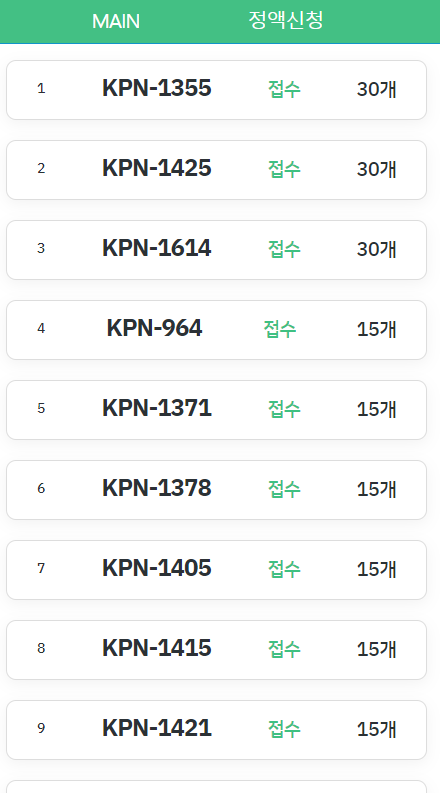 MAIN 정액신청
1 KPN-1355 접수 30개
2 KPN-1425 접수 30개
3 KPN-1614 접수 30개
4 KPN-964 접수 15개
5 KPN-1371 접수 15개
6 KPN-1378 접수 15개
7 KPN-1405 접수 15개
8 KPN-1415 접수 15개
9 KPN-1421 접수 15개